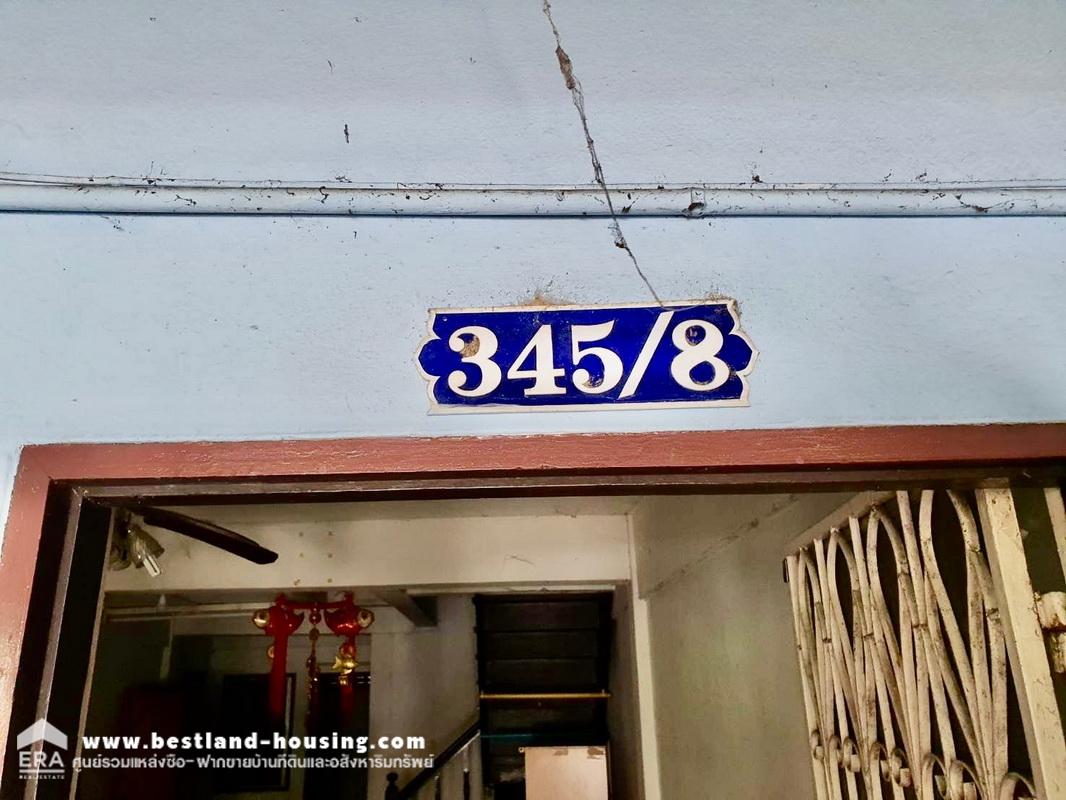 345/8
www.bestland-housing.com
ERA
REAL ESTATE
ศูนย์รวมแหล่งซื้อ-ฝากขายบ้านที่ดินและอสังหาริมทรัพย์